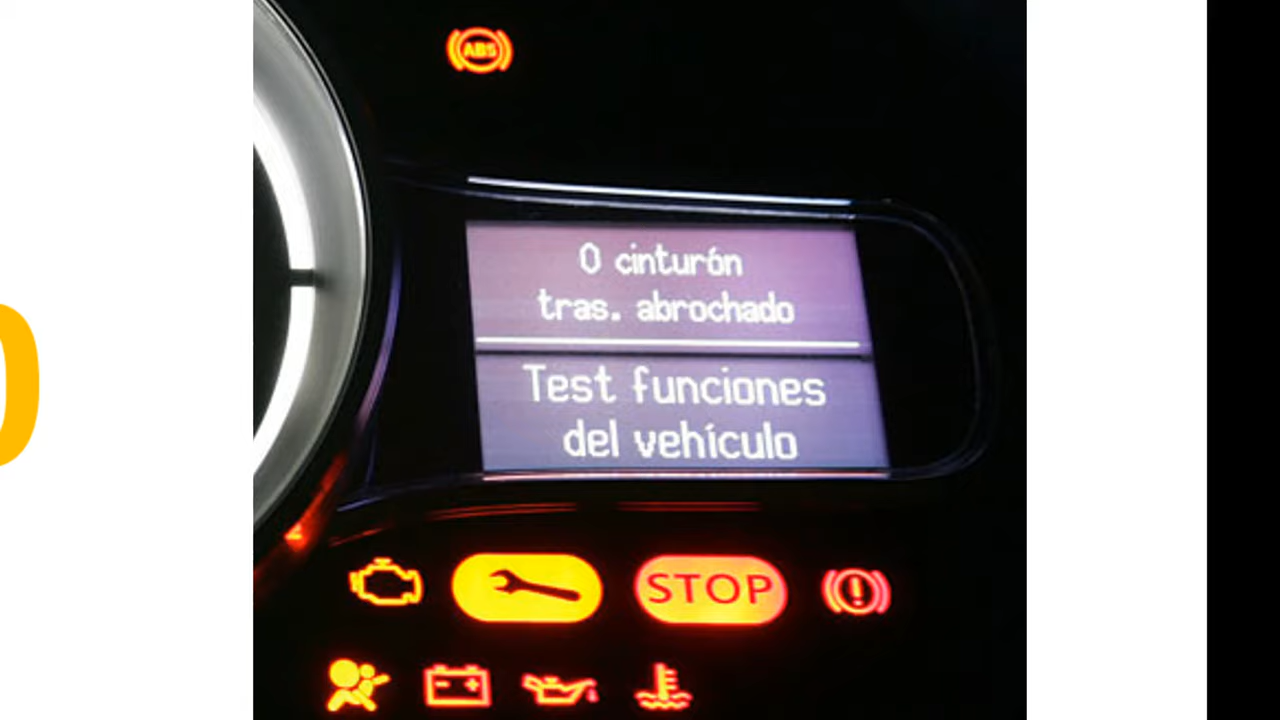 ABS
0 cinturón
tras. abrochado
Test funciones
del vehículo
STOP